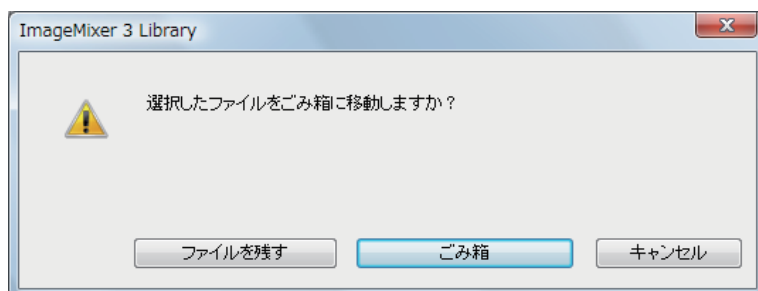 ImageMixer 3 Library
選択したファイルをごみ箱に移動しますか？
ファイルを残す
ごみ箱
キャンセル